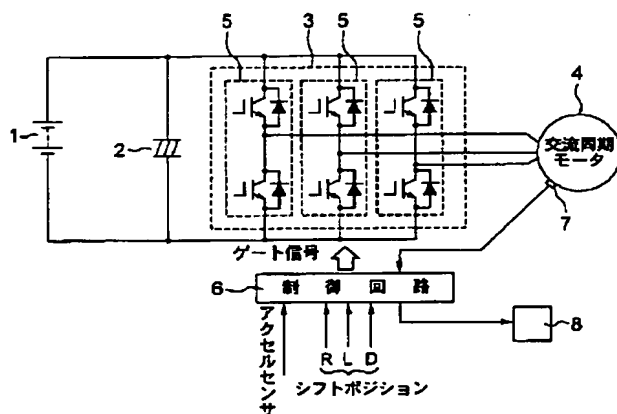 5 3 5 5
4
1
2
交流同期
モータ
7
ゲート信号
6
制御回路
8
アクセルセンサ
R L D
シフトポジション